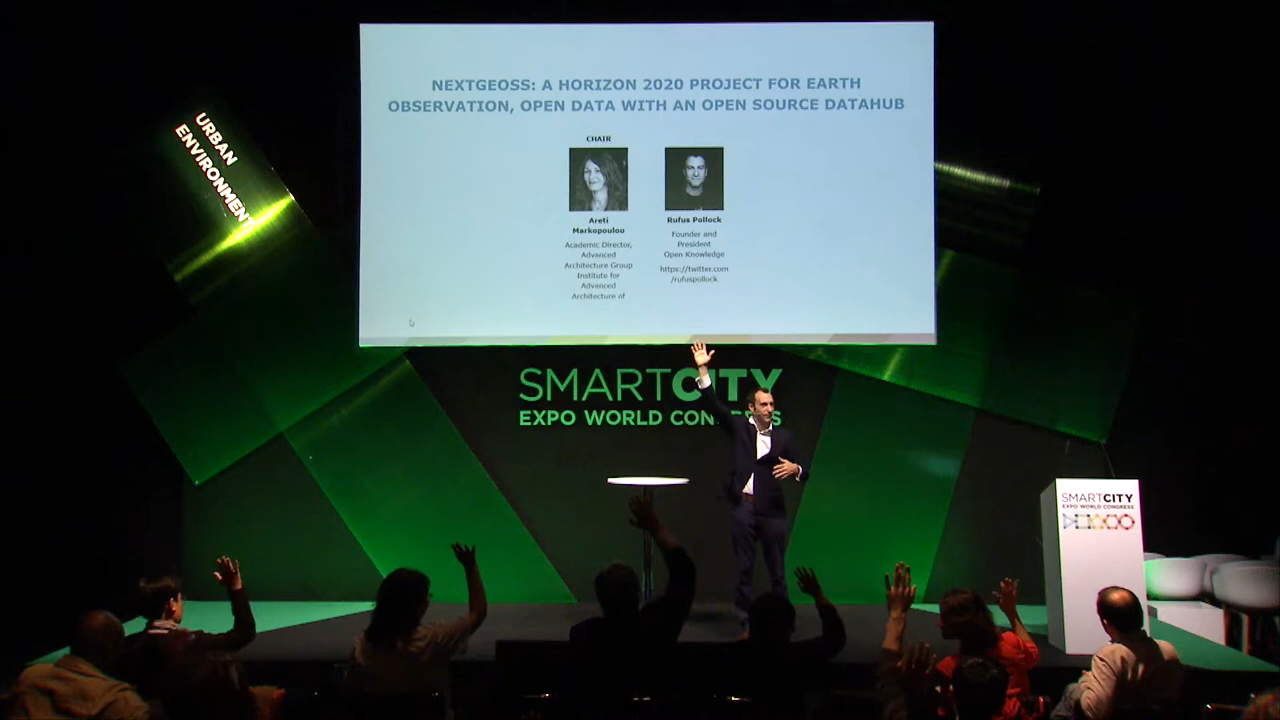 NEXTGEOSS: A HORIZON 2020 PROJECT FOR EARTH
OBSERVATION, OPEN DATA WITH AN OPEN SOURCE DATAHUB
CHAIR
Areti
Markopoulou
Academic Director,
Advanced
Architecture Group
Institute for
Advanced
Architecture of
Rufus Pollock
Founder and
President
Open Knowledge
https://twitter.com
/rufuspollock
URBAN
ENVIRONMENT
SMARTCITY
EXPO WORLD CON
SMARTCITY
EXPO WORLD CONGRESS